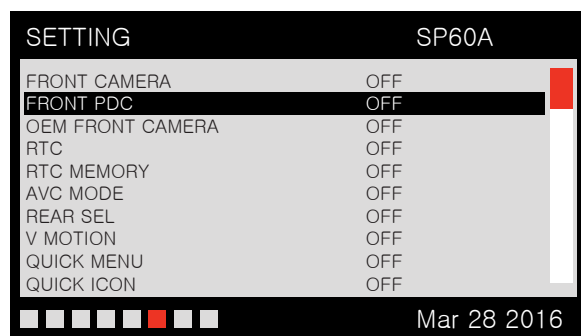 SETTING SP60A
FRONT CAMERA OFF
FRONT PDC OFF
OEM FRONT CAMERA OFF
RTC OFF
RTC MEMORY OFF
AVC MODE OFF
REAR SEL OFF
V MOTION OFF
QUICK MENU OFF
QUICK ICON OFF
Mar 28 2016